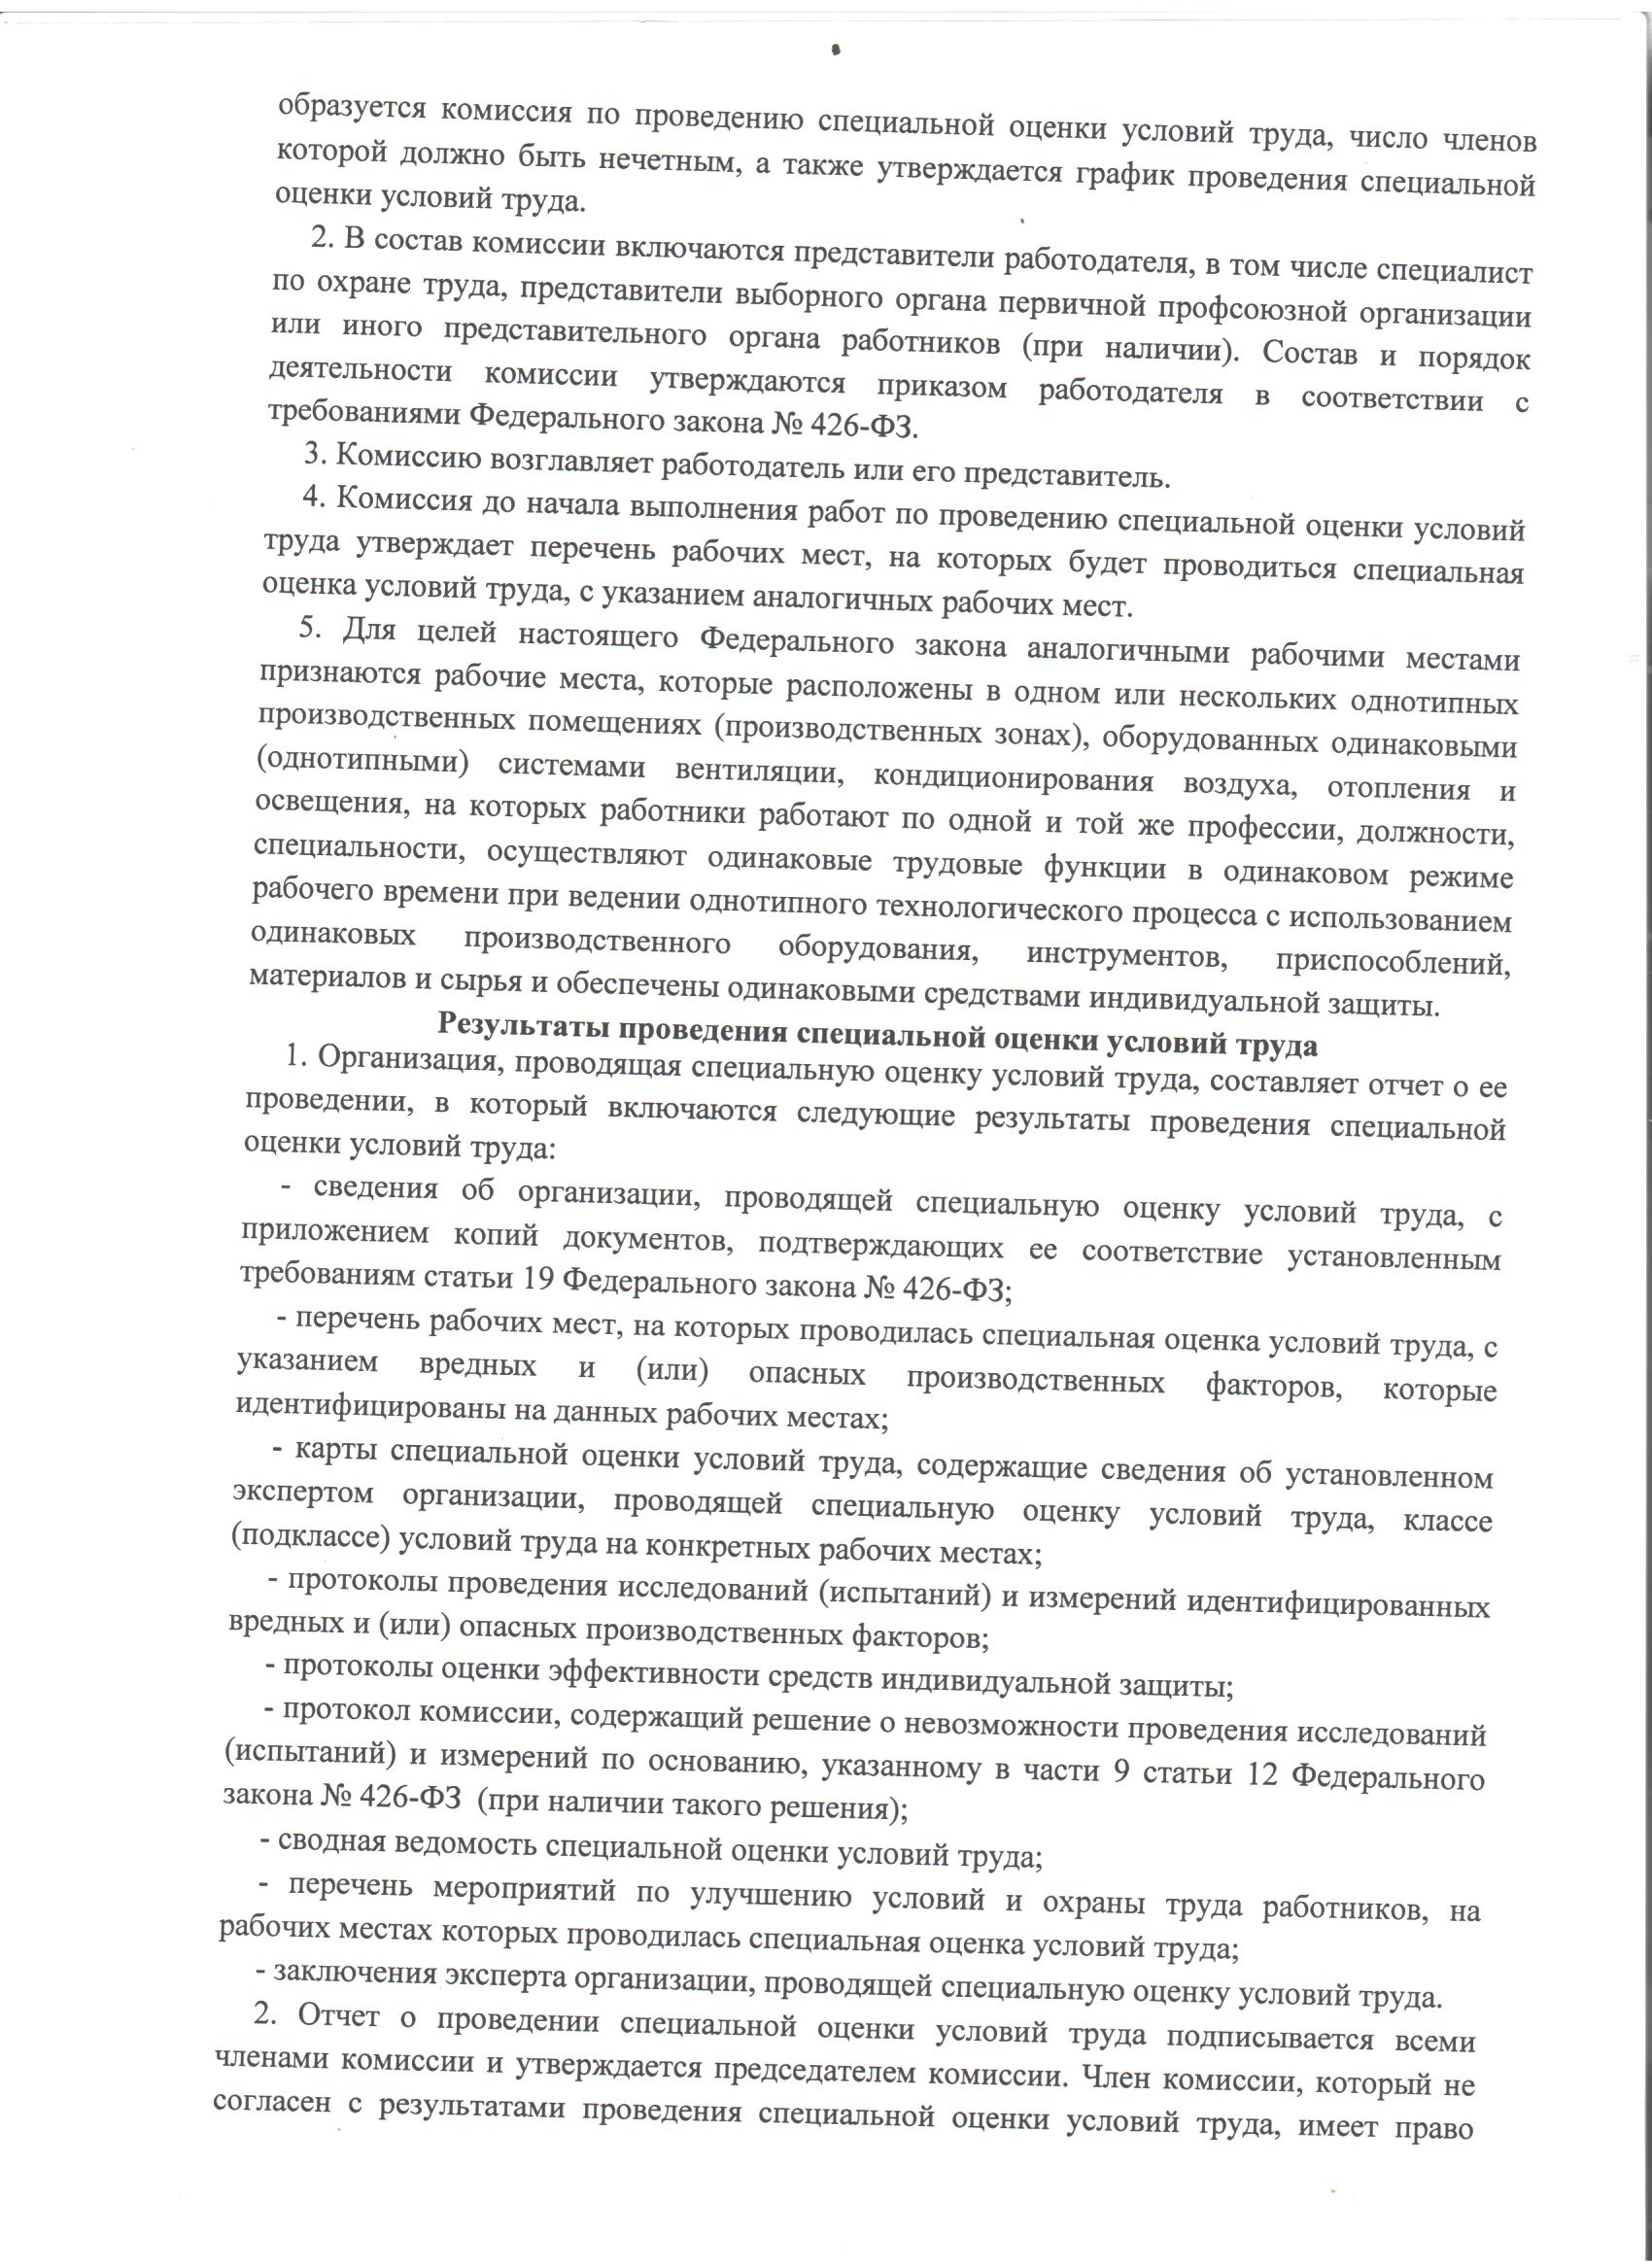 образуется комиссия по проведению специальной оценки условий труда, число членов
которой должно быть нечетным, а также утверждается график проведения специальной
оценки условий труда.
2. В состав комиссии включаются представители работодателя, в том числе специалист
по охране труда, представители выборного органа первичной профсоюзной организации
или иного представительного органа работников (при наличии). Состав и порядок
деятельности комиссии утверждаются приказом работодателя в соответствии с
требованиями Федерального закона № 426-ФЗ.
3. Комиссию возглавляет работодатель или его представитель.
4. Комиссия до начала выполнения работ по проведению специальной оценки условий
труда утверждает перечень рабочих мест, на которых будет проводиться специальная
оценка условий труда, с указанием аналогичных рабочих мест.
5. Для целей настоящего Федерального закона аналогичными рабочими местами
признаются рабочие места, которые расположены в одном или нескольких однотипных
производственных помещениях (производственных зонах), оборудованных одинаковыми
(однотипными) системами вентиляции, кондиционирования воздуха, отопления и
освещения, на которых работники работают по одной и той же профессии, должности,
специальности, осуществляют одинаковые трудовые функции в одинаковом режиме
рабочего времени при ведении однотипного технологического процесса с использованием
одинаковых производственного оборудования, инструментов, приспособлений,
материалов и сырья и обеспечены одинаковыми средствами индивидуальной защиты.
Результаты проведения специальной оценки условий труда
1. Организация, проводящая специальную оценку условий труда, составляет отчет о ее
проведении, в который включаются следующие результаты проведения специальной
оценки условий труда:
- сведения об организации, проводящей специальную оценку условий труда, с
приложением копий документов, подтверждающих ее соответствие установленным
требованиям статьи 19 Федерального закона № 426-ФЗ;
- перечень рабочих мест, на которых проводилась специальная оценка условий труда, с
указанием вредных и (или) опасных производственных факторов, которые
идентифицированы на данных рабочих местах;
- карты специальной оценки условий труда, содержащие сведения об установленном
экспертом организации, проводящей специальную оценку условий труда, классе
(подклассе) условий труда на конкретных рабочих местах;
- протоколы проведения исследований (испытаний) и измерений идентифицированных
вредных и (или) опасных производственных факторов;
- протоколы оценки эффективности средств индивидуальной защиты;
- протокол комиссии, содержащий решение о невозможности проведения исследований
(испытаний) и измерений по основанию, указанному в части 9 статьи 12 Федерального
закона № 426-ФЗ (при наличии такого решения);
- сводная ведомость специальной оценки условий труда;
- перечень мероприятий по улучшению условий и охраны труда работников, на
рабочих местах которых проводилась специальная оценка условий труда;
- заключения эксперта организации, проводящей специальную оценку условий труда.
2. Отчет о проведении специальной оценки условий труда подписывается всеми
членами комиссии и утверждается председателем комиссии. Член комиссии, который не
согласен с результатами проведения специальной оценки условий труда, имеет право